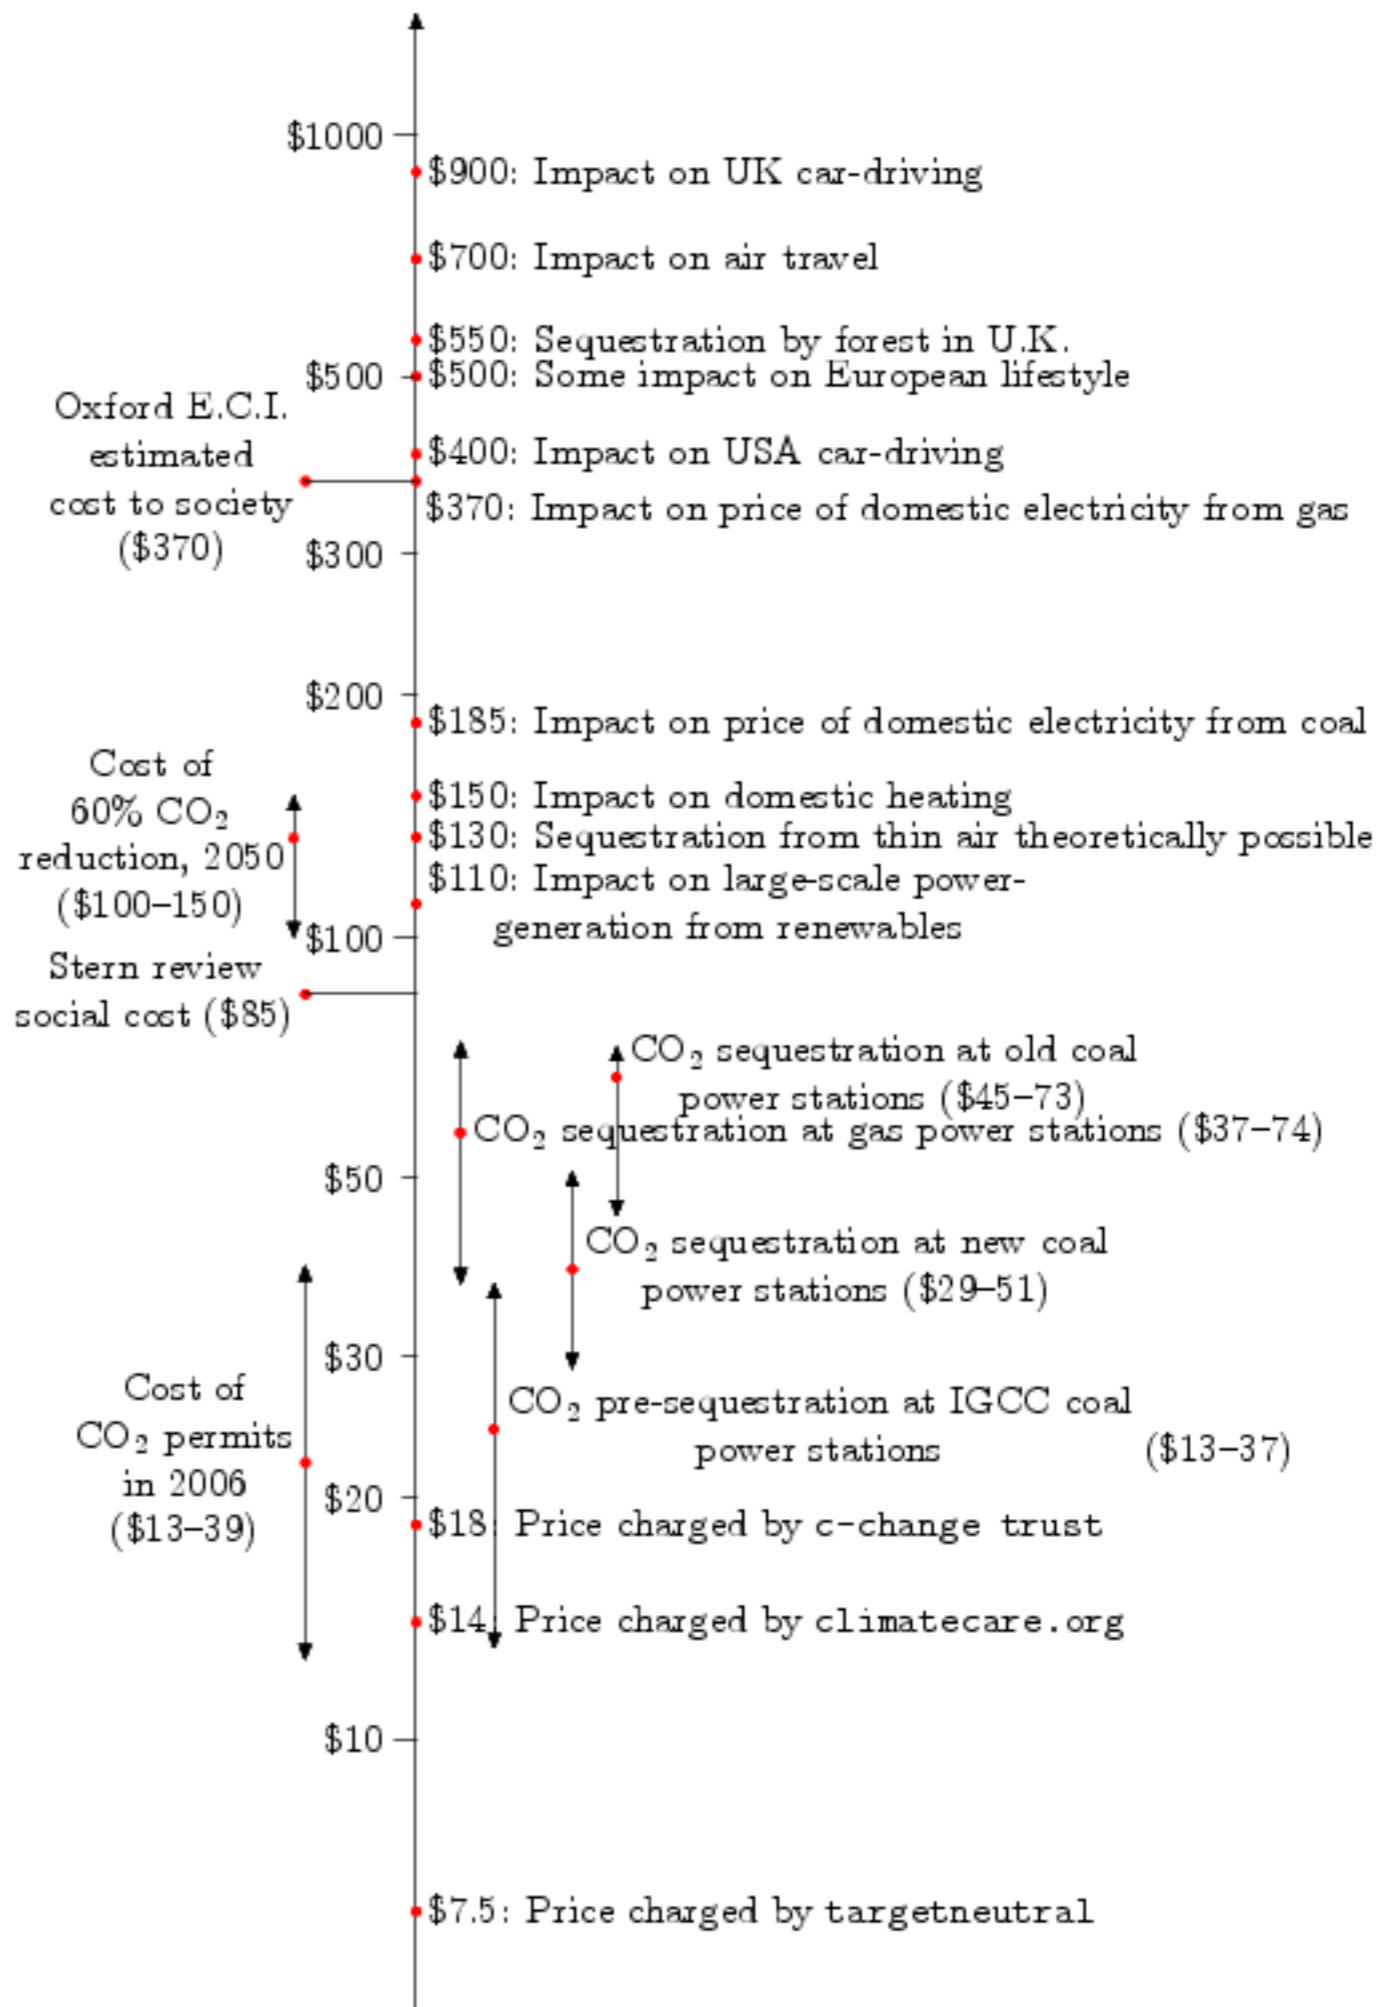 $1000
$900: Impact on UK car-driving
$700: Impact on air travel
$550: Sequestration by forest in U.K.
$500
$500: Some impact on European lifestyle
Oxford E.C.I.
estimated
cost to society
($370)
$400: Impact on USA car-driving
$370: Impact on price of domestic electricity from gas
$300
$200
$185: Impact on price of domestic electricity from coal
Cost of
60% CO₂
reduction, 2050
($100–150)
$150: Impact on domestic heating
$130: Sequestration from thin air theoretically possible
$110: Impact on large-scale power-
generation from renewables
$100
Stern review
social cost ($85)
CO₂ sequestration at old coal
power stations ($45–73)
CO₂ sequestration at gas power stations ($37–74)
$50
CO₂ sequestration at new coal
power stations ($29–51)
$30
Cost of
CO₂ permits
in 2006
($13–39)
CO₂ pre-sequestration at IGCC coal
power stations ($13–37)
$20
$18: Price charged by c-change trust
$14: Price charged by climatecare.org
$10
$7.5: Price charged by targetneutral